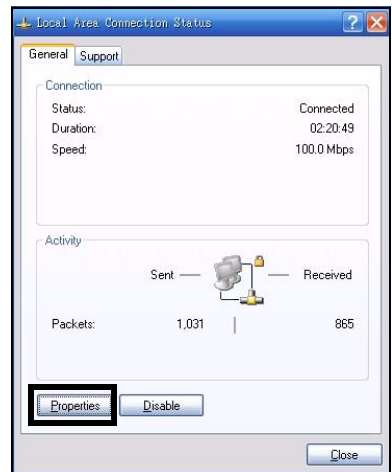 Local Area Connection Status
General Support
Connection
Status: Connected
Duration: 02:20:49
Speed: 100.0 Mbps
Activity
Sent Received
Packets: 1,031 865
Properties Disable
Close